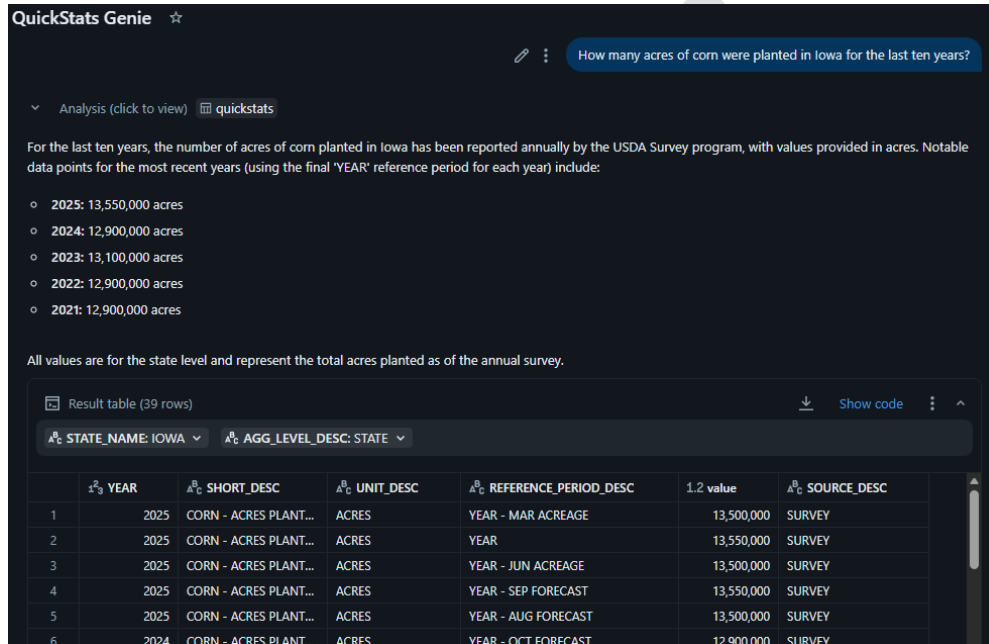 QuickStats Genie
How many acres of corn were planted in Iowa for the last ten years?
Analysis (click to view) quickstats
For the last ten years, the number of acres of corn planted in Iowa has been reported annually by the USDA Survey program, with values provided in acres. Notable
data points for the most recent years (using the final 'YEAR' reference period for each year) include:
2025: 13,550,000 acres
2024: 12,900,000 acres
2023: 13,100,000 acres
2022: 12,900,000 acres
2021: 12,900,000 acres
All values are for the state level and represent the total acres planted as of the annual survey.
Result table (39 rows) Show code
ABC STATE_NAME: IOWA ABC AGG_LEVEL_DESC: STATE
123 YEAR ABC SHORT_DESC ABC UNIT_DESC ABC REFERENCE_PERIOD_DESC 1.2 value ABC SOURCE_DESC
1 2025 CORN - ACRES PLANT... ACRES YEAR - MAR ACREAGE 13,500,000 SURVEY
2 2025 CORN - ACRES PLANT... ACRES YEAR 13,550,000 SURVEY
3 2025 CORN - ACRES PLANT... ACRES YEAR - JUN ACREAGE 13,500,000 SURVEY
4 2025 CORN - ACRES PLANT... ACRES YEAR - SEP FORECAST 13,550,000 SURVEY
5 2025 CORN - ACRES PLANT... ACRES YEAR - AUG FORECAST 13,500,000 SURVEY
6 2024 CORN - ACRES PLANT... ACRES YEAR - OCT FORECAST 12,900,000 SURVEY